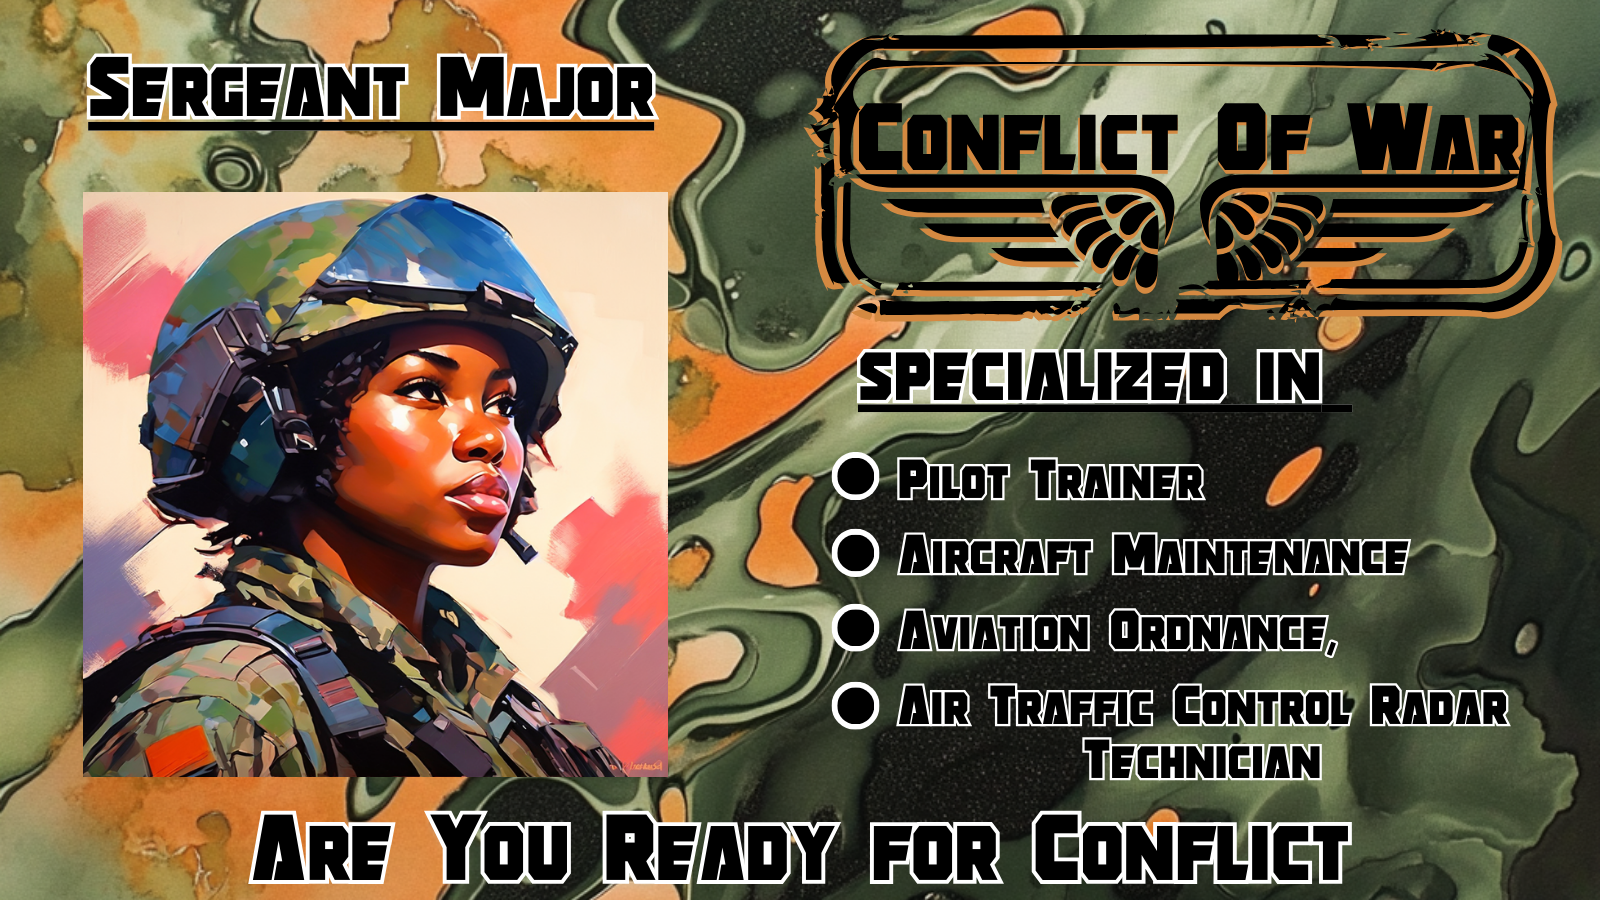 Sergeant Major
Conflict Of War
SPECIALIZED IN
Pilot Trainer
Aircraft Maintenance
Aviation Ordnance,
Air Traffic Control Radar
Technician
Are You Ready for Conflict